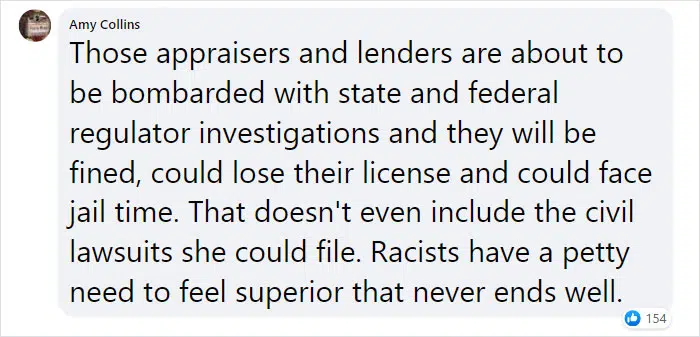 Amy Collins
Those appraisers and lenders are about to
be bombarded with state and federal
regulator investigations and they will be
fined, could lose their license and could face
jail time. That doesn't even include the civil
lawsuits she could file. Racists have a petty
need to feel superior that never ends well.
154